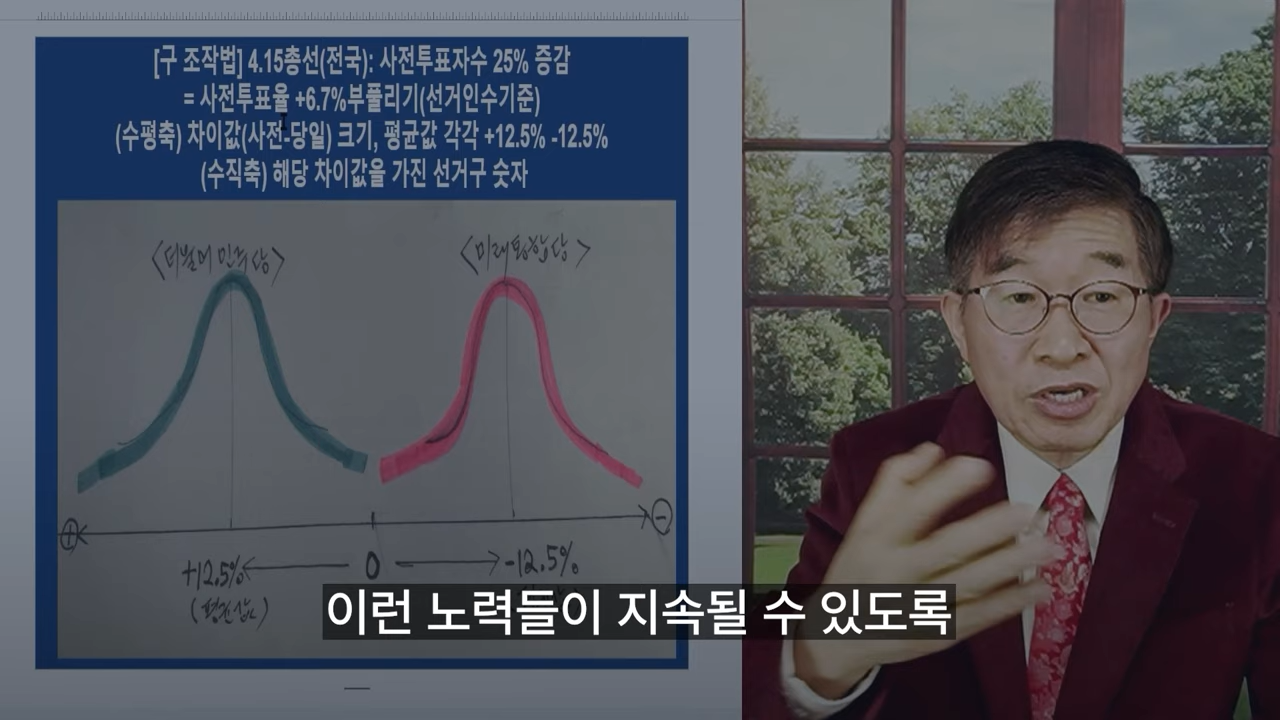 [구 조작법] 4.15총선(전국): 사전투표자수 25% 증감
= 사전투표율 +6.7%부풀리기(선거인수기준)
(수평축) 차이값(사전-당일) 크기, 평균값 각각 +12.5% -12.5%
(수직축) 해당 차이값을 가진 선거구 숫자
<더불어민주당>
<미래통합당>
+
-
+12.5%
0
-12.5%
(평균값)
이런 노력들이 지속될 수 있도록